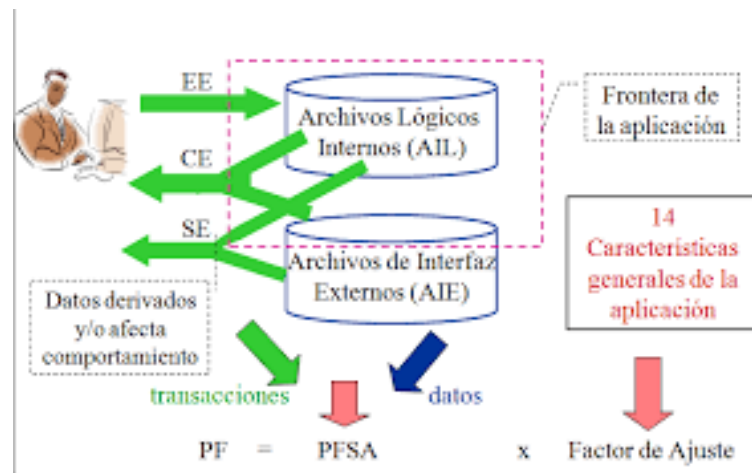 EE
Archivos Lógicos
Internos (AIL)
Frontera de
la aplicación
CE
SE
14
Características
generales de la
aplicación
Archivos de Interfaz
Externos (AIE)
Datos derivados
y/o afecta
comportamiento
transacciones
datos
PF = PFSA x Factor de Ajuste